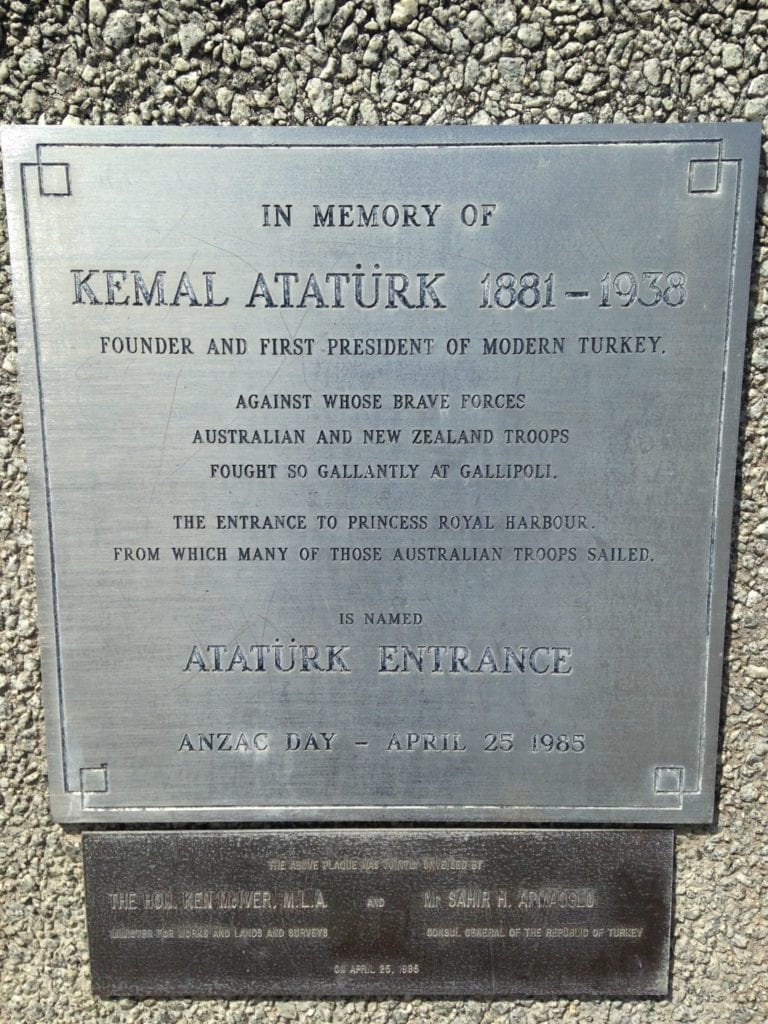 IN MEMORY OF
KEMAL ATATÜRK 1881 – 1938
FOUNDER AND FIRST PRESIDENT OF MODERN TURKEY,
AGAINST WHOSE BRAVE FORCES
AUSTRALIAN AND NEW ZEALAND TROOPS
FOUGHT SO GALLANTLY AT GALLIPOLI.
THE ENTRANCE TO PRINCESS ROYAL HARBOUR.
FROM WHICH MANY OF THOSE AUSTRALIAN TROOPS SAILED,
IS NAMED
ATATÜRK ENTRANCE
ANZAC DAY – APRIL 25 1985
THE ABOVE PLAQUE WAS JOINTLY UNVEILED BY
THE HON. KEN McIVER, M.L.A. AND Mr SAHIR H. ARMAOGLU
MINISTER FOR WORKS AND LANDS AND SURVEYS CONSUL GENERAL OF THE REPUBLIC OF TURKEY
ON APRIL 25, 1985